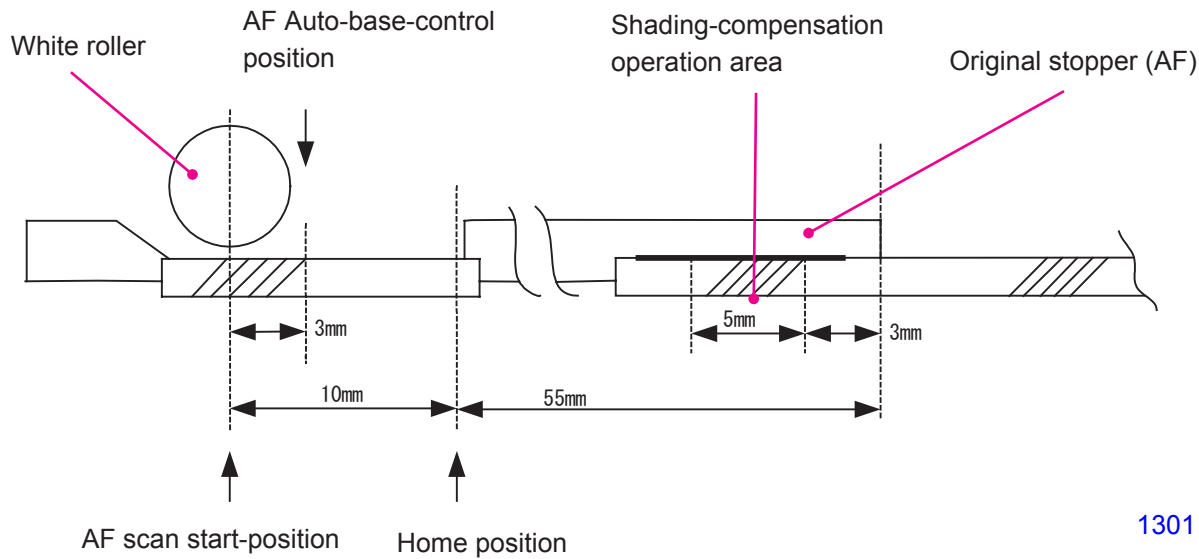 White roller
AF Auto-base-control
position
Shading-compensation
operation area
Original stopper (AF)
3mm
5mm
3mm
10mm
55mm
AF scan start-position
Home position
1301